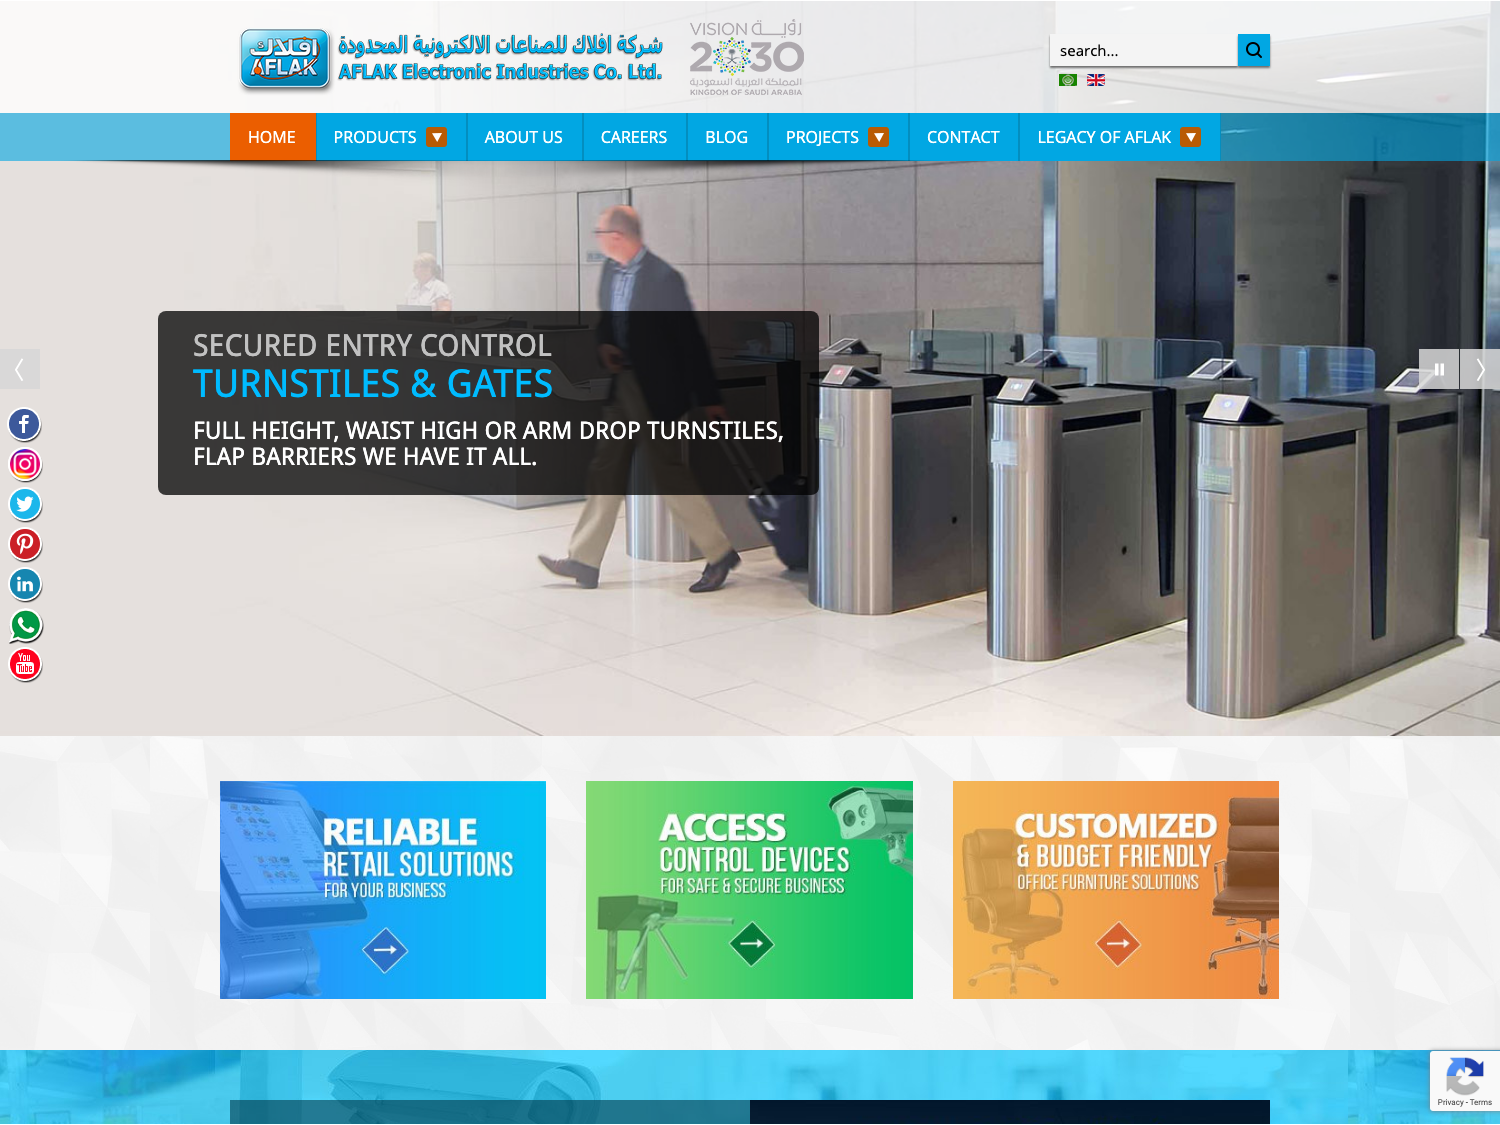 افلاك
AFLAK
شركة افلاك للصناعات الالكترونية المحدودة
AFLAK Electronic Industries Co. Ltd.
VISION رؤيــة
2030
المملكة العربية السعودية
KINGDOM OF SAUDI ARABIA
search...
HOME
PRODUCTS
ABOUT US
CAREERS
BLOG
PROJECTS
CONTACT
LEGACY OF AFLAK
SECURED ENTRY CONTROL
TURNSTILES & GATES
FULL HEIGHT, WAIST HIGH OR ARM DROP TURNSTILES,
FLAP BARRIERS WE HAVE IT ALL.
You
Tube
RELIABLE
RETAIL SOLUTIONS
FOR YOUR BUSINESS
ACCESS
CONTROL DEVICES
FOR SAFE & SECURE BUSINESS
CUSTOMIZED
& BUDGET FRIENDLY
OFFICE FURNITURE SOLUTIONS
Privacy - Terms